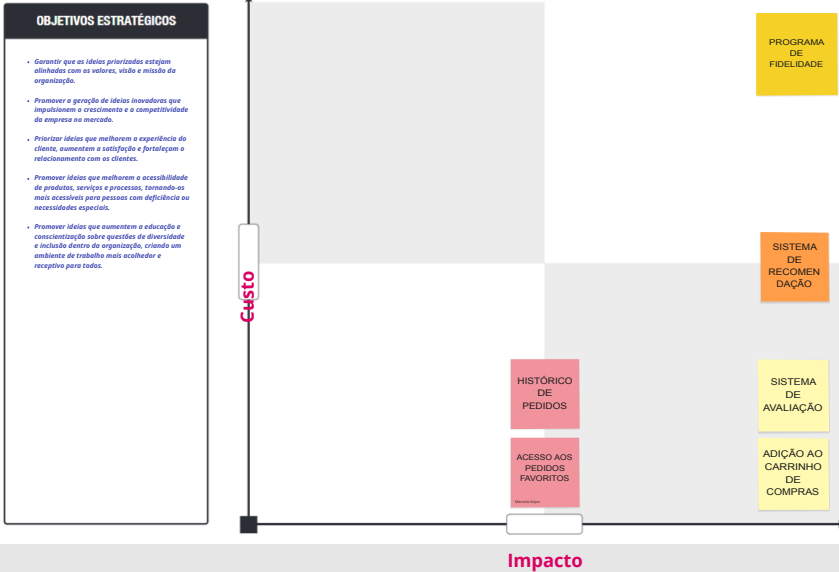 OBJETIVOS ESTRATÉGICOS
• Garantir que as ideias priorizadas estejam
alinhadas com os valores, visão e missão da
organização.
• Promover a geração de ideias inovadoras que
impulsionem o crescimento e a competitividade
da empresa no mercado.
• Priorizar ideias que melhorem a experiência do
cliente, aumentem a satisfação e fortaleçam o
relacionamento com os clientes.
• Promover ideias que melhorem a acessibilidade
de produtos, serviços e processos, tornando-os
mais acessíveis para pessoas com deficiência ou
necessidades especiais.
• Promover ideias que aumentem a educação e
conscientização sobre questões de diversidade
e inclusão dentro da organização, criando um
ambiente de trabalho mais acolhedor e
receptivo para todos.
Custo
PROGRAMA
DE
FIDELIDADE
SISTEMA
DE
RECOMEN
DAÇÃO
HISTÓRICO
DE
PEDIDOS
SISTEMA
DE
AVALIAÇÃO
ACESSO AOS
PEDIDOS
FAVORITOS
ADIÇÃO AO
CARRINHO
DE
COMPRAS
Impacto